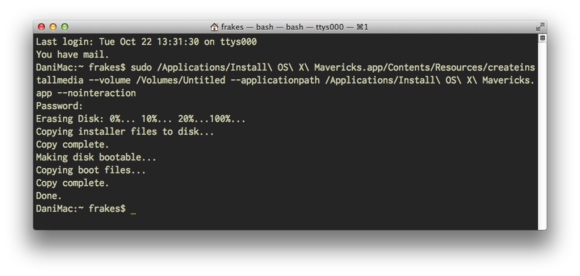 frakes — bash — bash — ttys000 — ⌘1
Last login: Tue Oct 22 13:31:30 on ttys000
You have mail.
DaniMac:~ frakes$ sudo /Applications/Install\ OS\ X\ Mavericks.app/Contents/Resources/createins
tallmedia --volume /Volumes/Untitled --applicationpath /Applications/Install\ OS\ X\ Mavericks.
app --nointeraction
Password:
Erasing Disk: 0%... 10%... 20%...100%...
Copying installer files to disk...
Copy complete.
Making disk bootable...
Copying boot files...
Copy complete.
Done.
DaniMac:~ frakes$ _